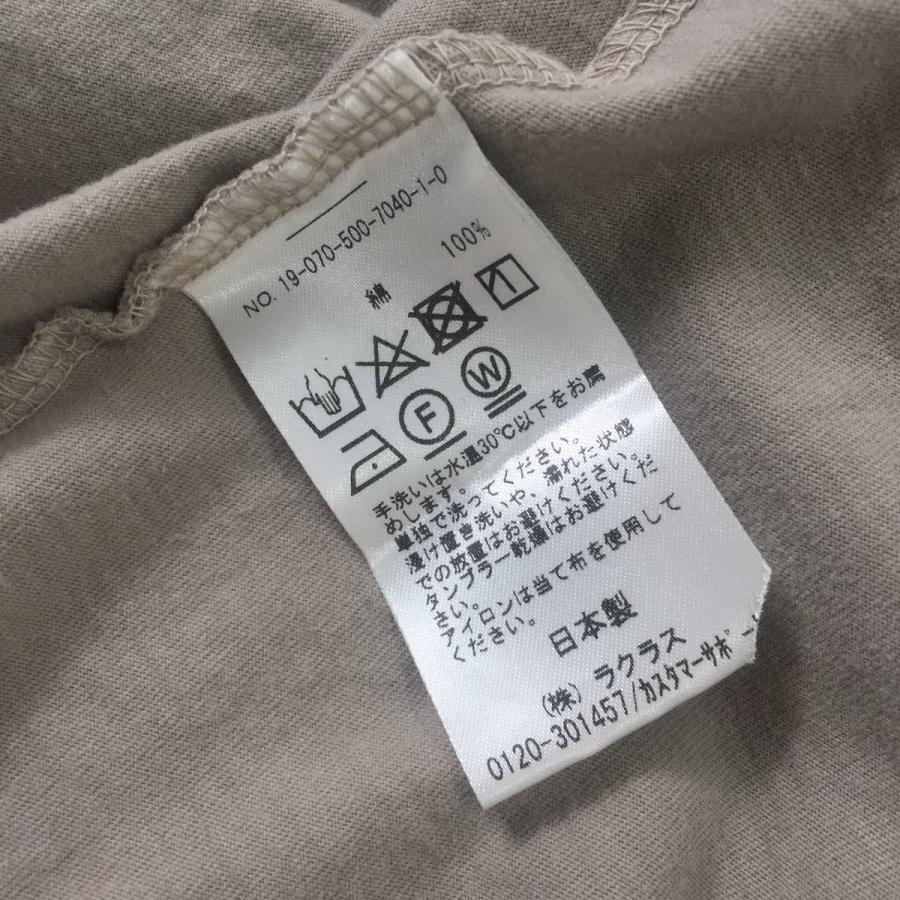 NO. 19-070-500-7040-1-0
綿 100%
F W
手洗いは水温30℃以下をお薦
めします。
単独で洗ってください。
浸け置き洗いや、濡れた状態
での放置はお避けください。
タンブラー乾燥はお避けくだ
さい。
アイロンは当て布を使用して
ください。
日本製
(株) ラクラス
0120-301457/カスタマーサポー